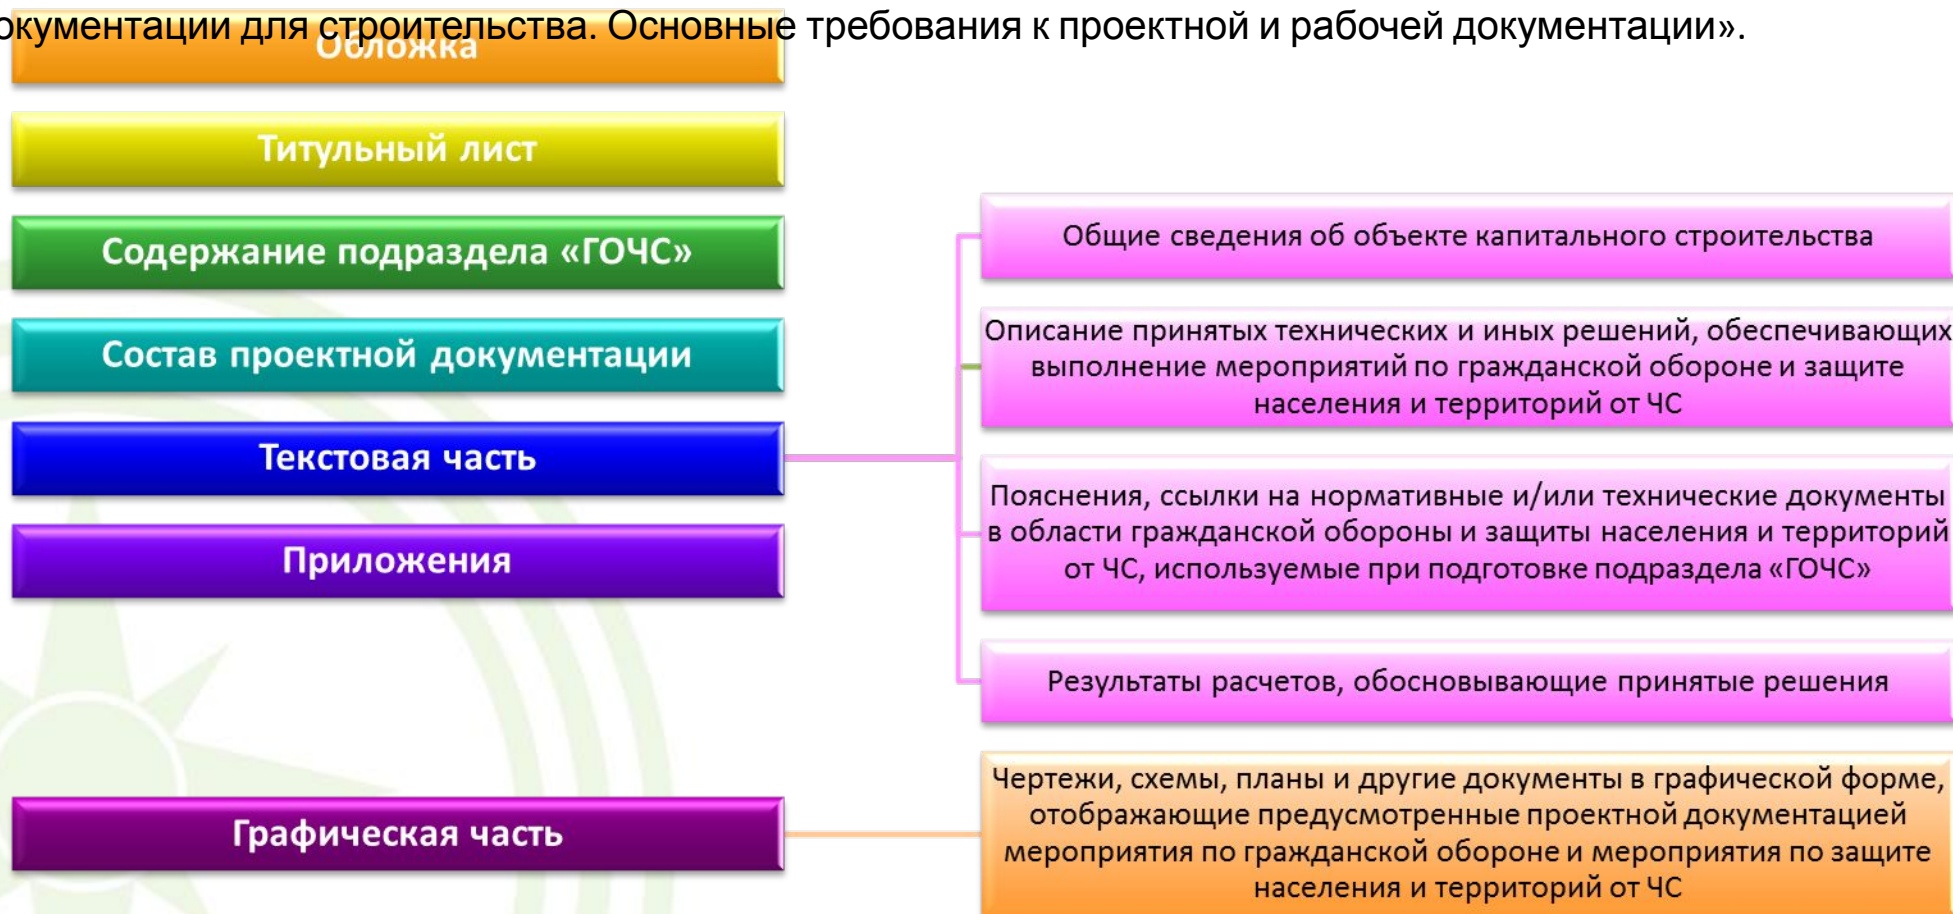 окументации для строительства. Основные требования к проектной и рабочей документации».
Обложка
Титульный лист
Содержание подраздела «ГОЧС»
Состав проектной документации
Текстовая часть
Приложения
Графическая часть
Общие сведения об объекте капитального строительства
Описание принятых технических и иных решений, обеспечивающих
выполнение мероприятий по гражданской обороне и защите
населения и территорий от ЧС
Пояснения, ссылки на нормативные и/или технические документы
в области гражданской обороны и защиты населения и территорий
от ЧС, используемые при подготовке подраздела «ГОЧС»
Результаты расчетов, обосновывающие принятые решения
Чертежи, схемы, планы и другие документы в графической форме,
отображающие предусмотренные проектной документацией
мероприятия по гражданской обороне и мероприятия по защите
населения и территорий от ЧС